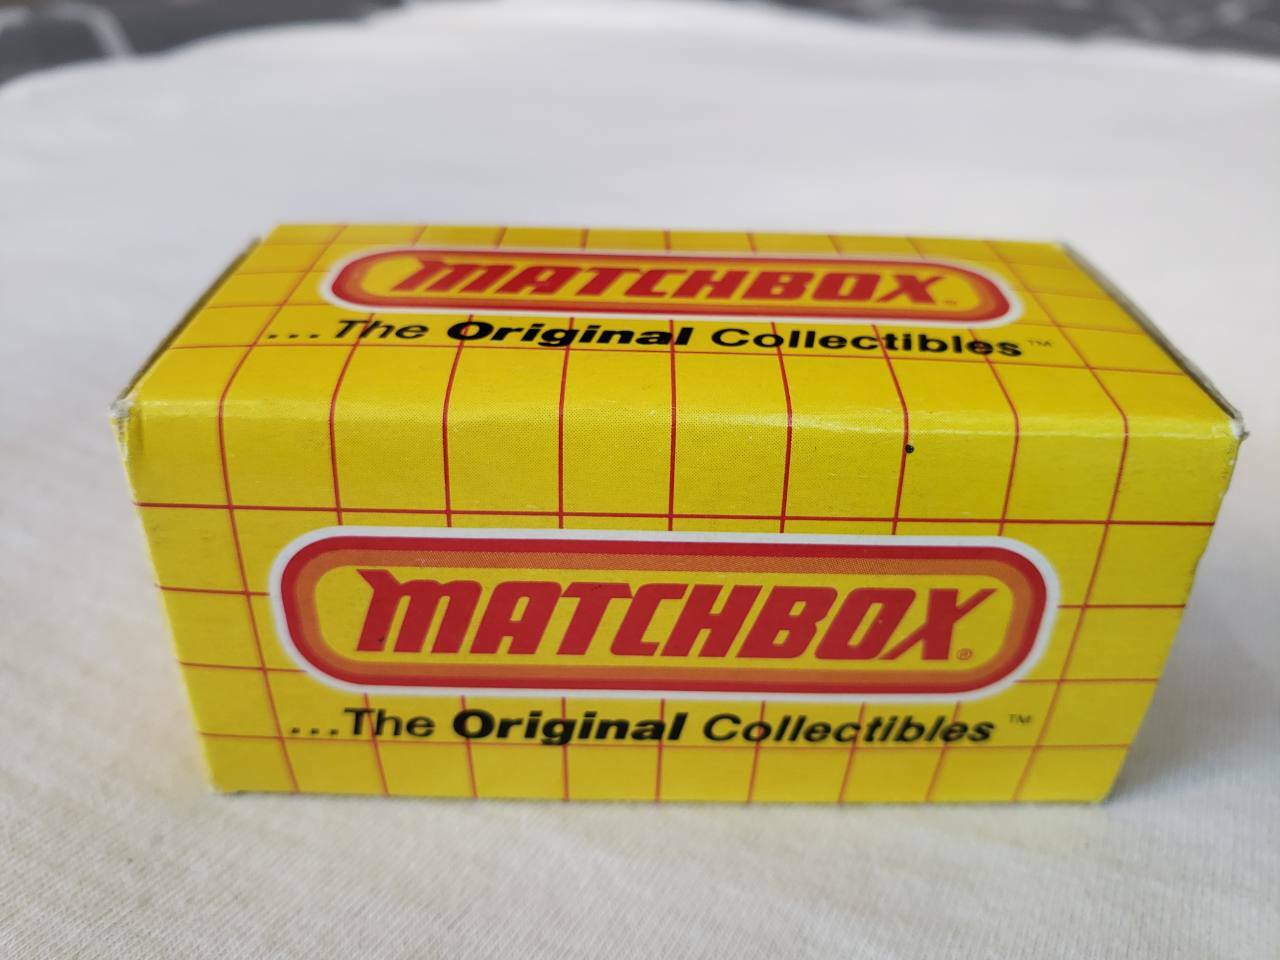 MATCHBOX®
...The Original Collectibles™
MATCHBOX®
...The Original Collectibles™